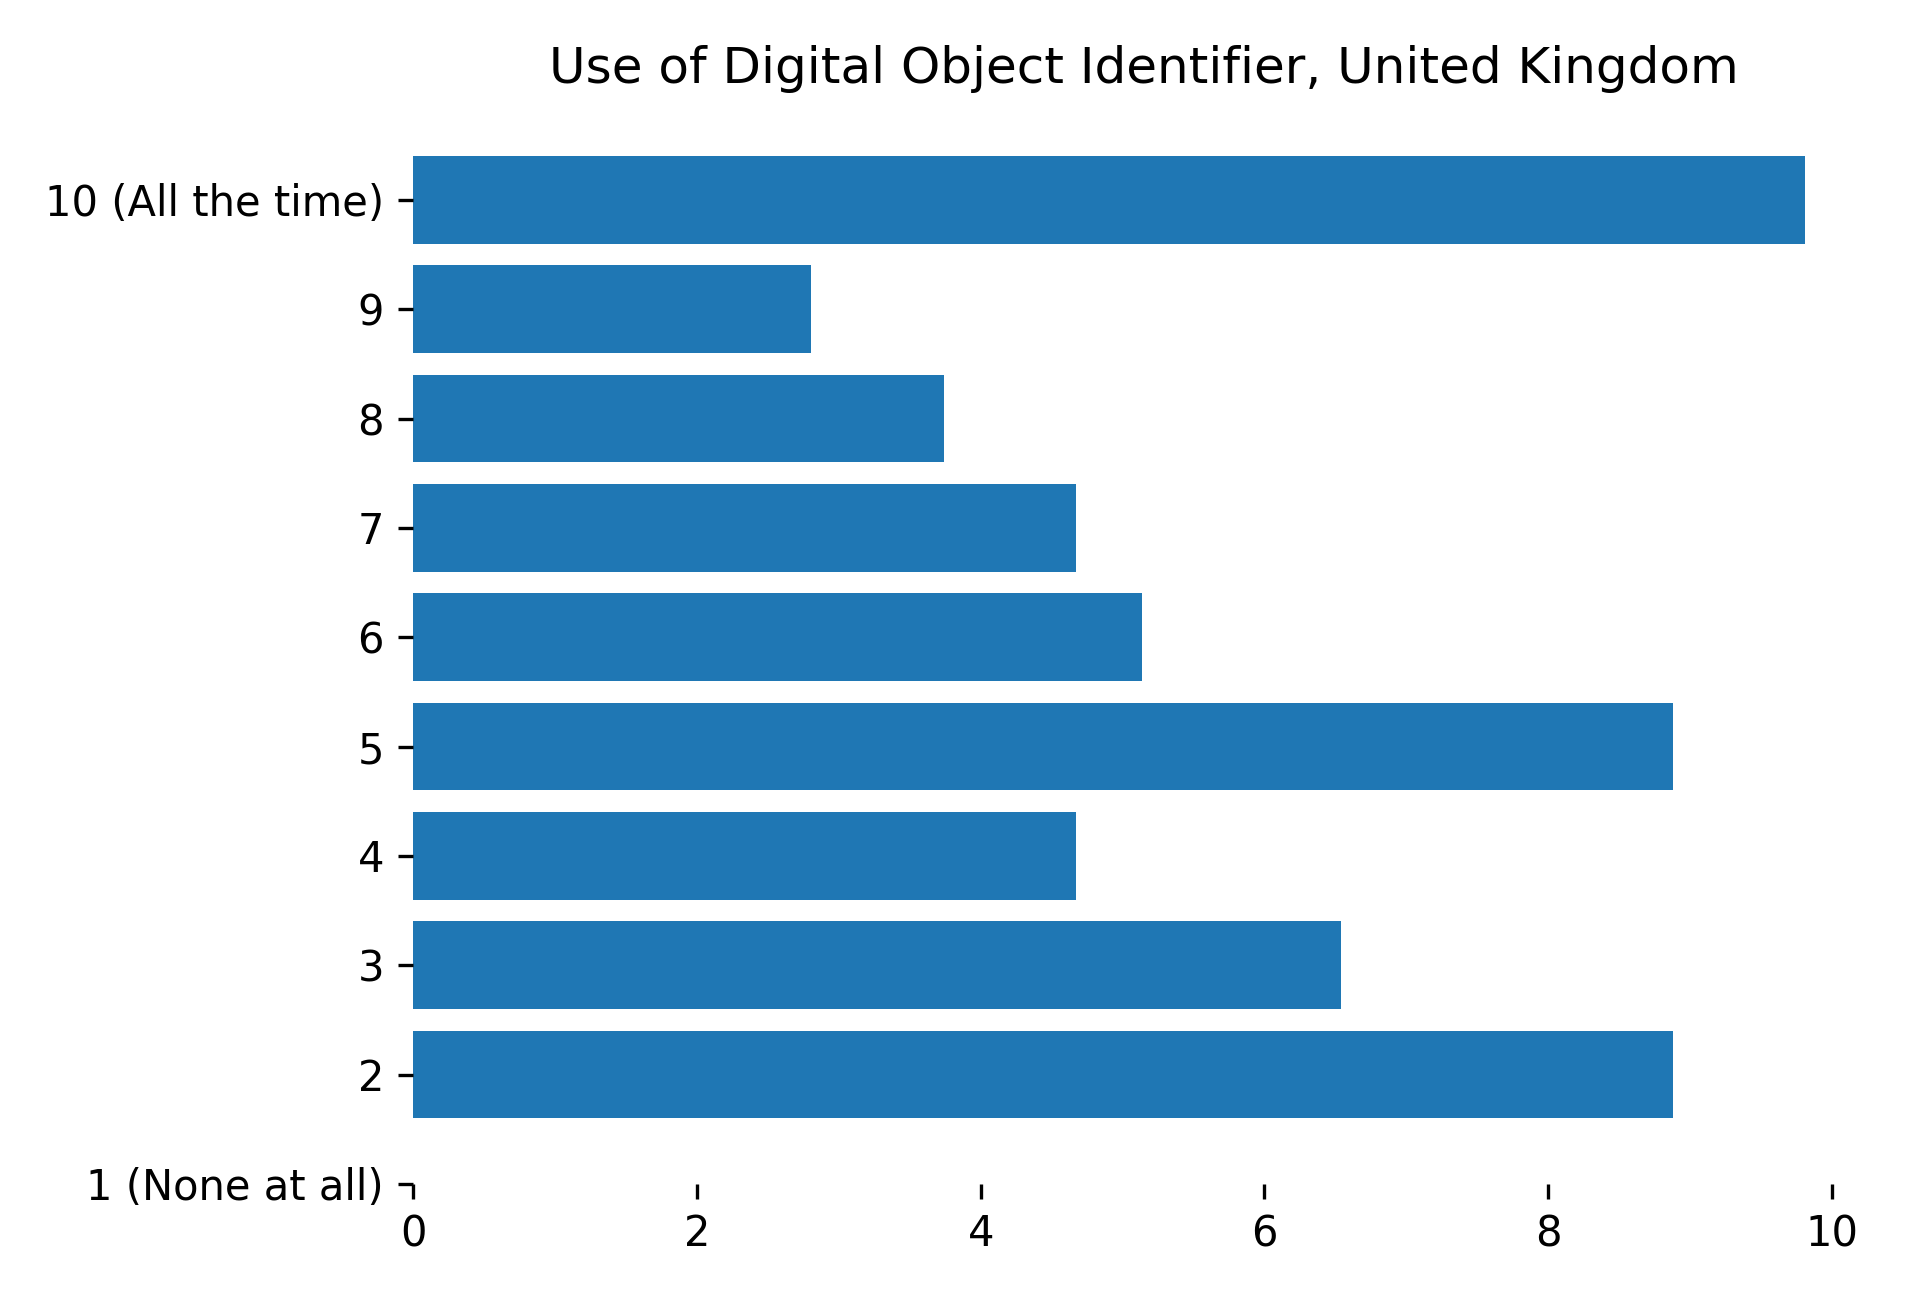 Use of Digital Object Identifier, United Kingdom
10 (All the time)
9
8
7
6
5
4
3
2
1 (None at all)
0 2 4 6 8 10